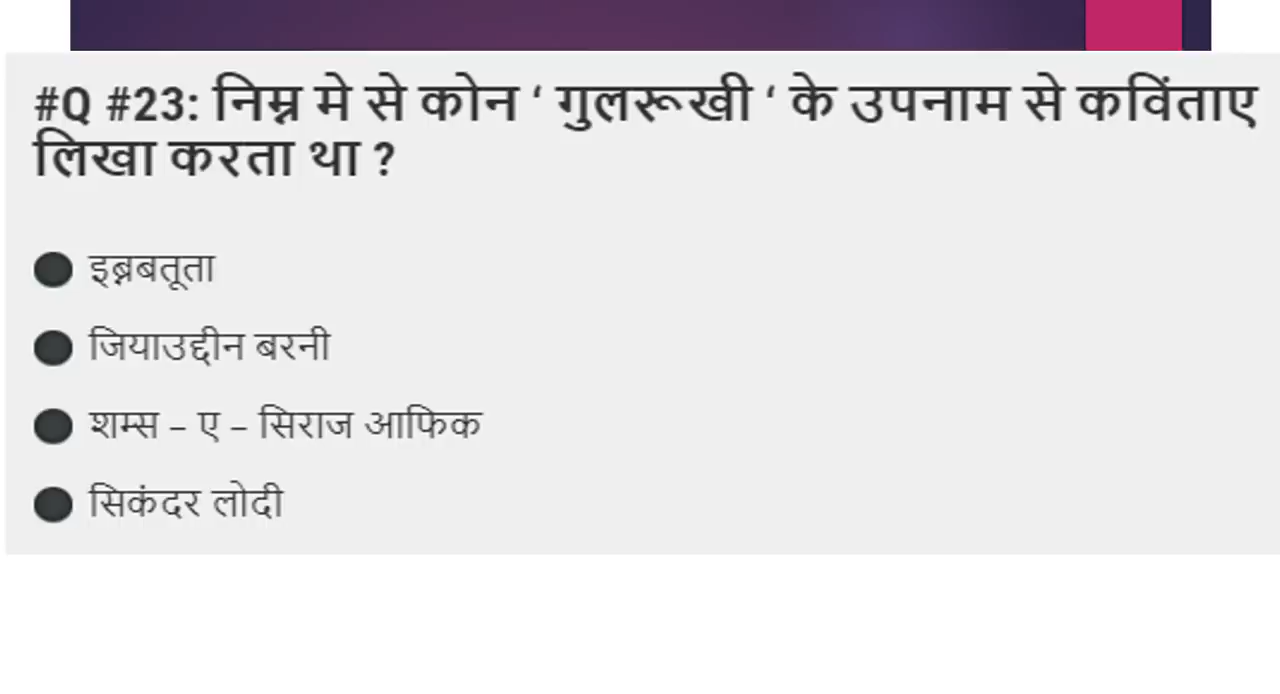 #Q #23: निम्न मे से कोन ‘ गुलरूखी ‘ के उपनाम से कविंताए
लिखा करता था ?
इब्नबतूता
जियाउद्दीन बरनी
शम्स – ए – सिराज आफिक
सिकंदर लोदी